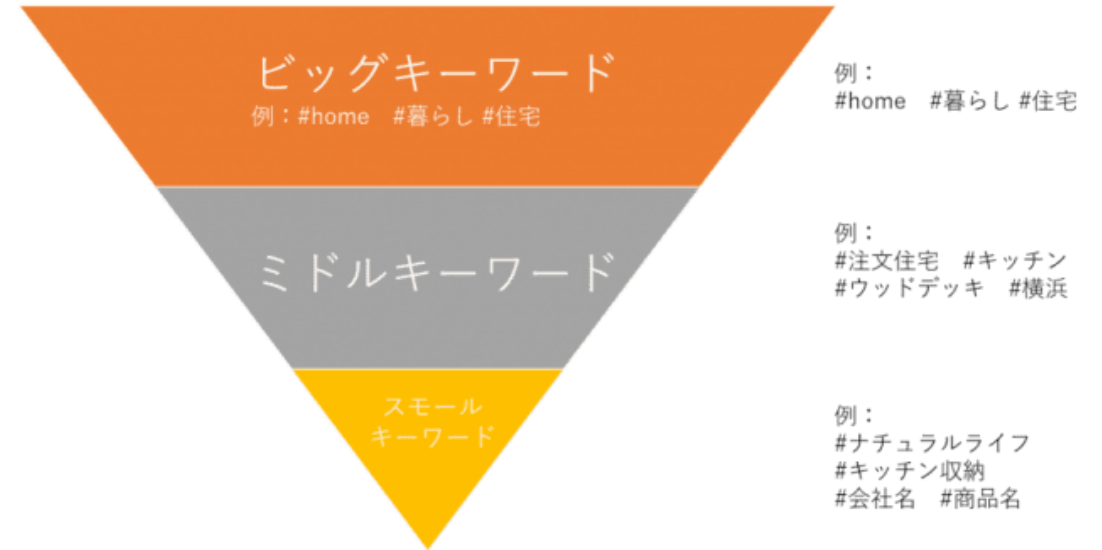 ビッグキーワード
例：#home　#暮らし #住宅
例：
#home　#暮らし #住宅
ミドルキーワード
例：
#注文住宅　#キッチン
#ウッドデッキ　#横浜
スモール
キーワード
例：
#ナチュラルライフ
#キッチン収納
#会社名　#商品名